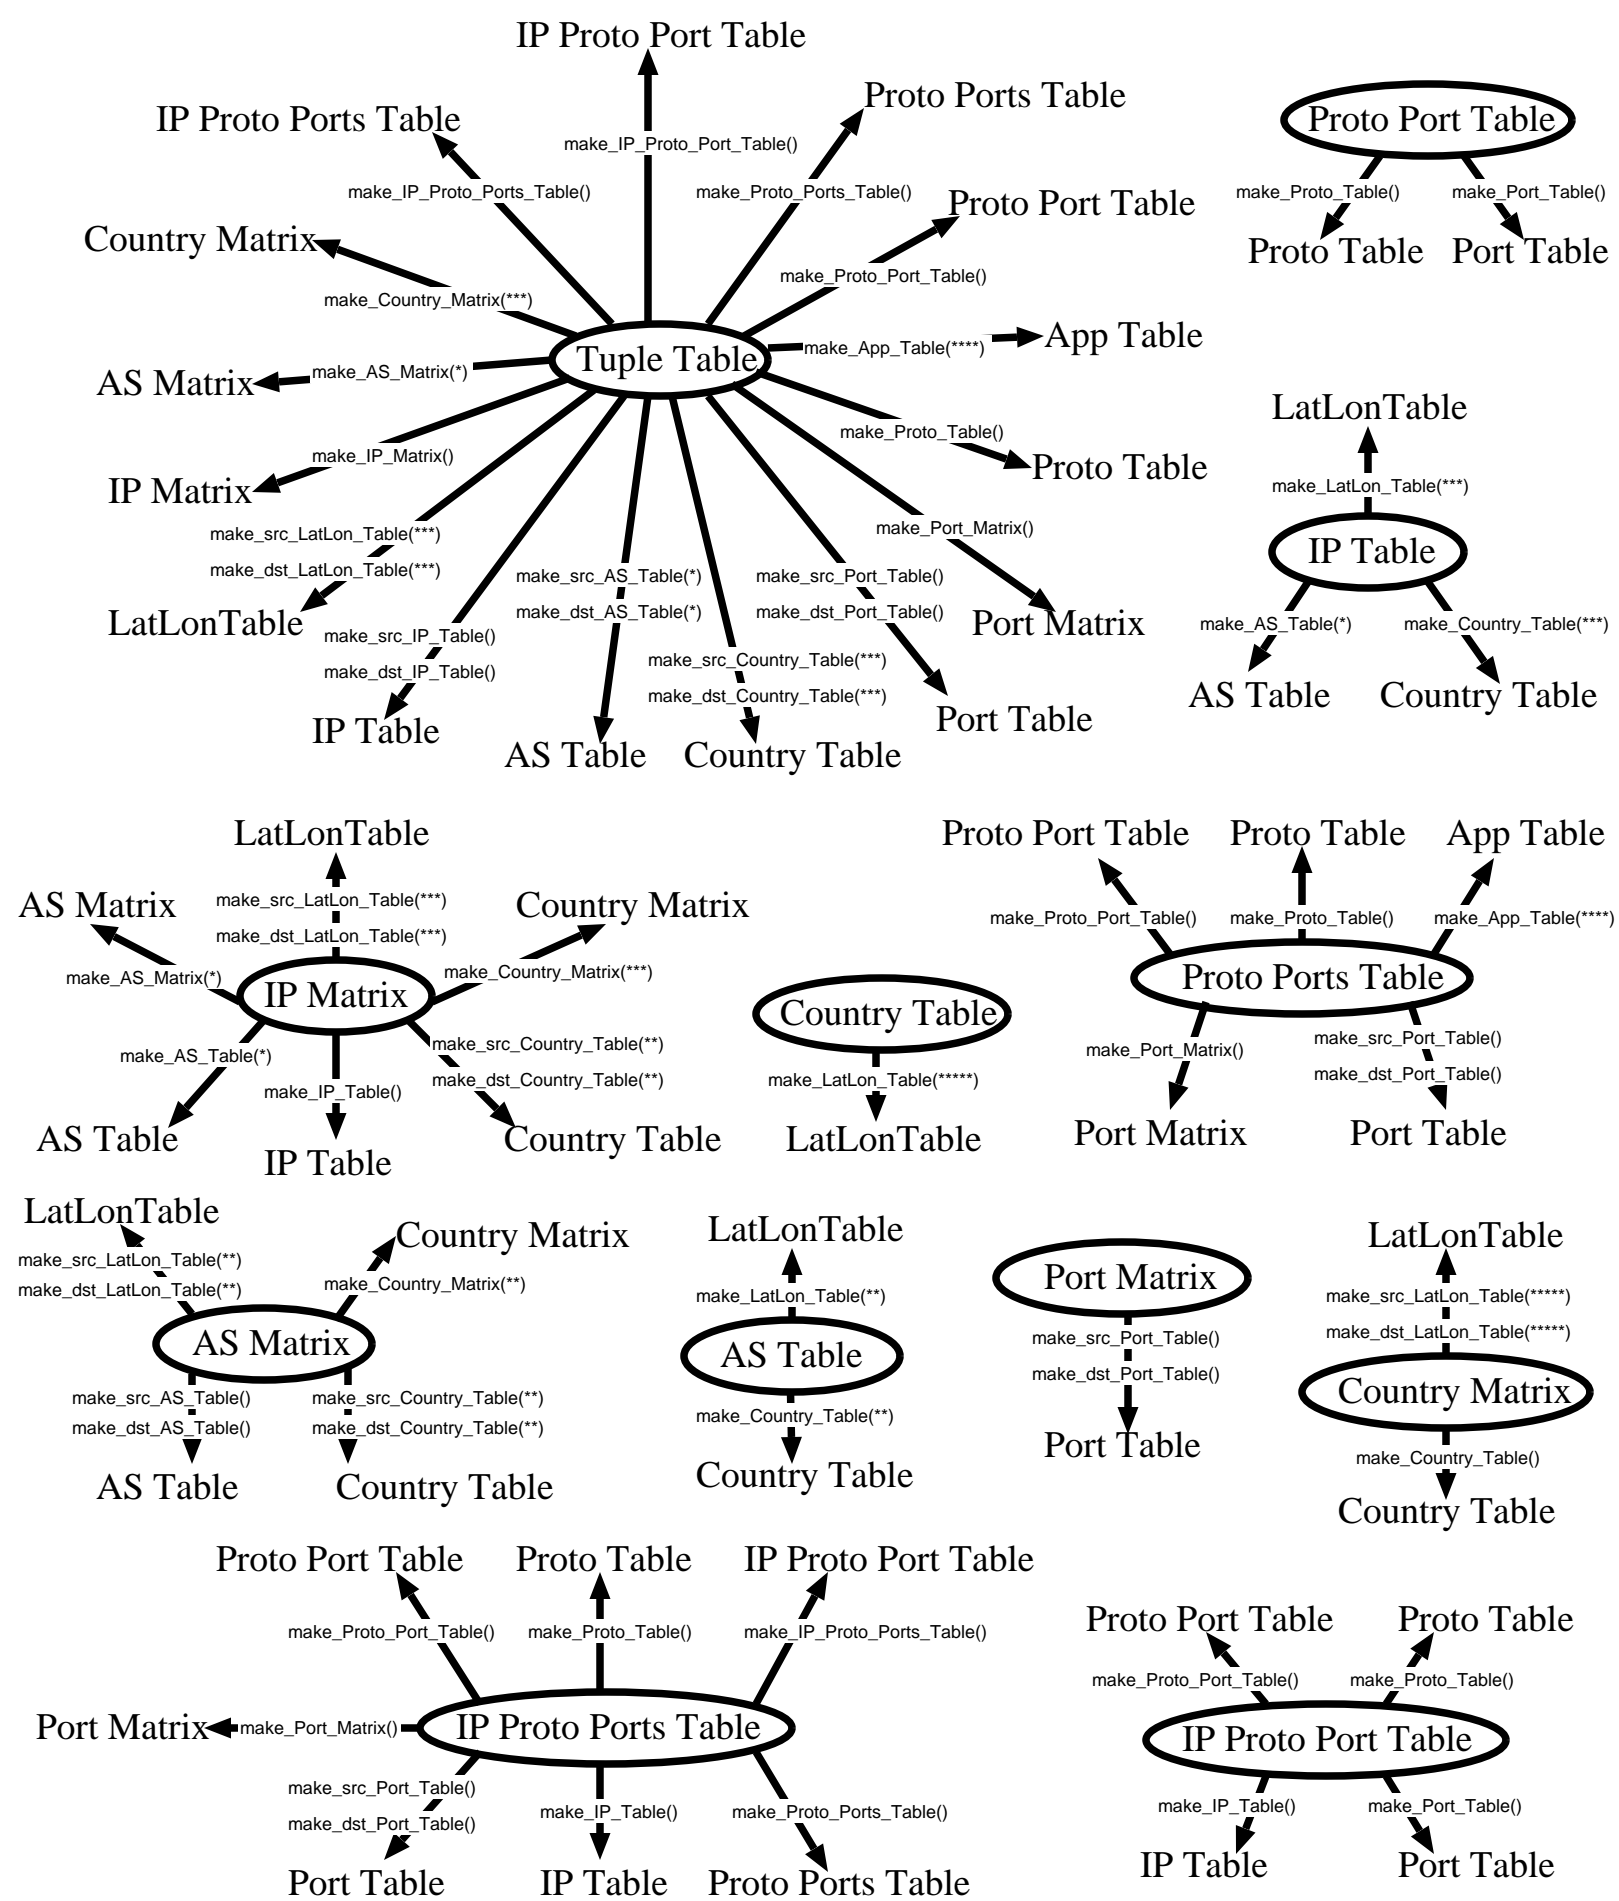 IP Proto Port Table
IP Proto Ports Table
Proto Ports Table
make_IP_Proto_Port_Table()
make_IP_Proto_Ports_Table()
make_Proto_Ports_Table()
Proto Port Table
Country Matrix
make_Proto_Port_Table()
make_Country_Matrix(***)
Tuple Table
make_App_Table(****)
App Table
AS Matrix
make_AS_Matrix(*)
make_Proto_Table()
Proto Table
make_IP_Matrix()
IP Matrix
make_src_LatLon_Table(***)
make_dst_LatLon_Table(***)
LatLonTable
make_src_IP_Table()
make_dst_IP_Table()
IP Table
make_src_AS_Table(*)
make_dst_AS_Table(*)
AS Table
make_src_Country_Table(***)
make_dst_Country_Table(***)
Country Table
make_src_Port_Table()
make_dst_Port_Table()
Port Table
make_Port_Matrix()
Port Matrix
Proto Port Table
make_Proto_Table()
make_Port_Table()
Proto Table
Port Table
LatLonTable
make_LatLon_Table(***)
IP Table
make_AS_Table(*)
make_Country_Table(***)
AS Table
Country Table
LatLonTable
AS Matrix
make_src_LatLon_Table(***)
make_dst_LatLon_Table(***)
Country Matrix
make_AS_Matrix(*)
IP Matrix
make_Country_Matrix(***)
make_AS_Table(*)
make_IP_Table()
make_src_Country_Table(**)
make_dst_Country_Table(**)
AS Table
IP Table
Country Table
Country Table
make_LatLon_Table(*****)
LatLonTable
Proto Port Table
Proto Table
App Table
make_Proto_Port_Table()
make_Proto_Table()
make_App_Table(****)
Proto Ports Table
make_Port_Matrix()
make_src_Port_Table()
make_dst_Port_Table()
Port Matrix
Port Table
LatLonTable
Country Matrix
make_src_LatLon_Table(**)
make_dst_LatLon_Table(**)
make_Country_Matrix(**)
AS Matrix
make_src_AS_Table()
make_dst_AS_Table()
make_src_Country_Table(**)
make_dst_Country_Table(**)
AS Table
Country Table
LatLonTable
make_LatLon_Table(**)
AS Table
make_Country_Table(**)
Country Table
Port Matrix
make_src_Port_Table()
make_dst_Port_Table()
Port Table
LatLonTable
make_src_LatLon_Table(*****)
make_dst_LatLon_Table(*****)
Country Matrix
make_Country_Table()
Country Table
Proto Port Table
Proto Table
IP Proto Port Table
make_Proto_Port_Table()
make_Proto_Table()
make_IP_Proto_Ports_Table()
Port Matrix
make_Port_Matrix()
IP Proto Ports Table
make_src_Port_Table()
make_dst_Port_Table()
make_IP_Table()
make_Proto_Ports_Table()
Port Table
IP Table
Proto Ports Table
Proto Port Table
Proto Table
make_Proto_Port_Table()
make_Proto_Table()
IP Proto Port Table
make_IP_Table()
make_Port_Table()
IP Table
Port Table